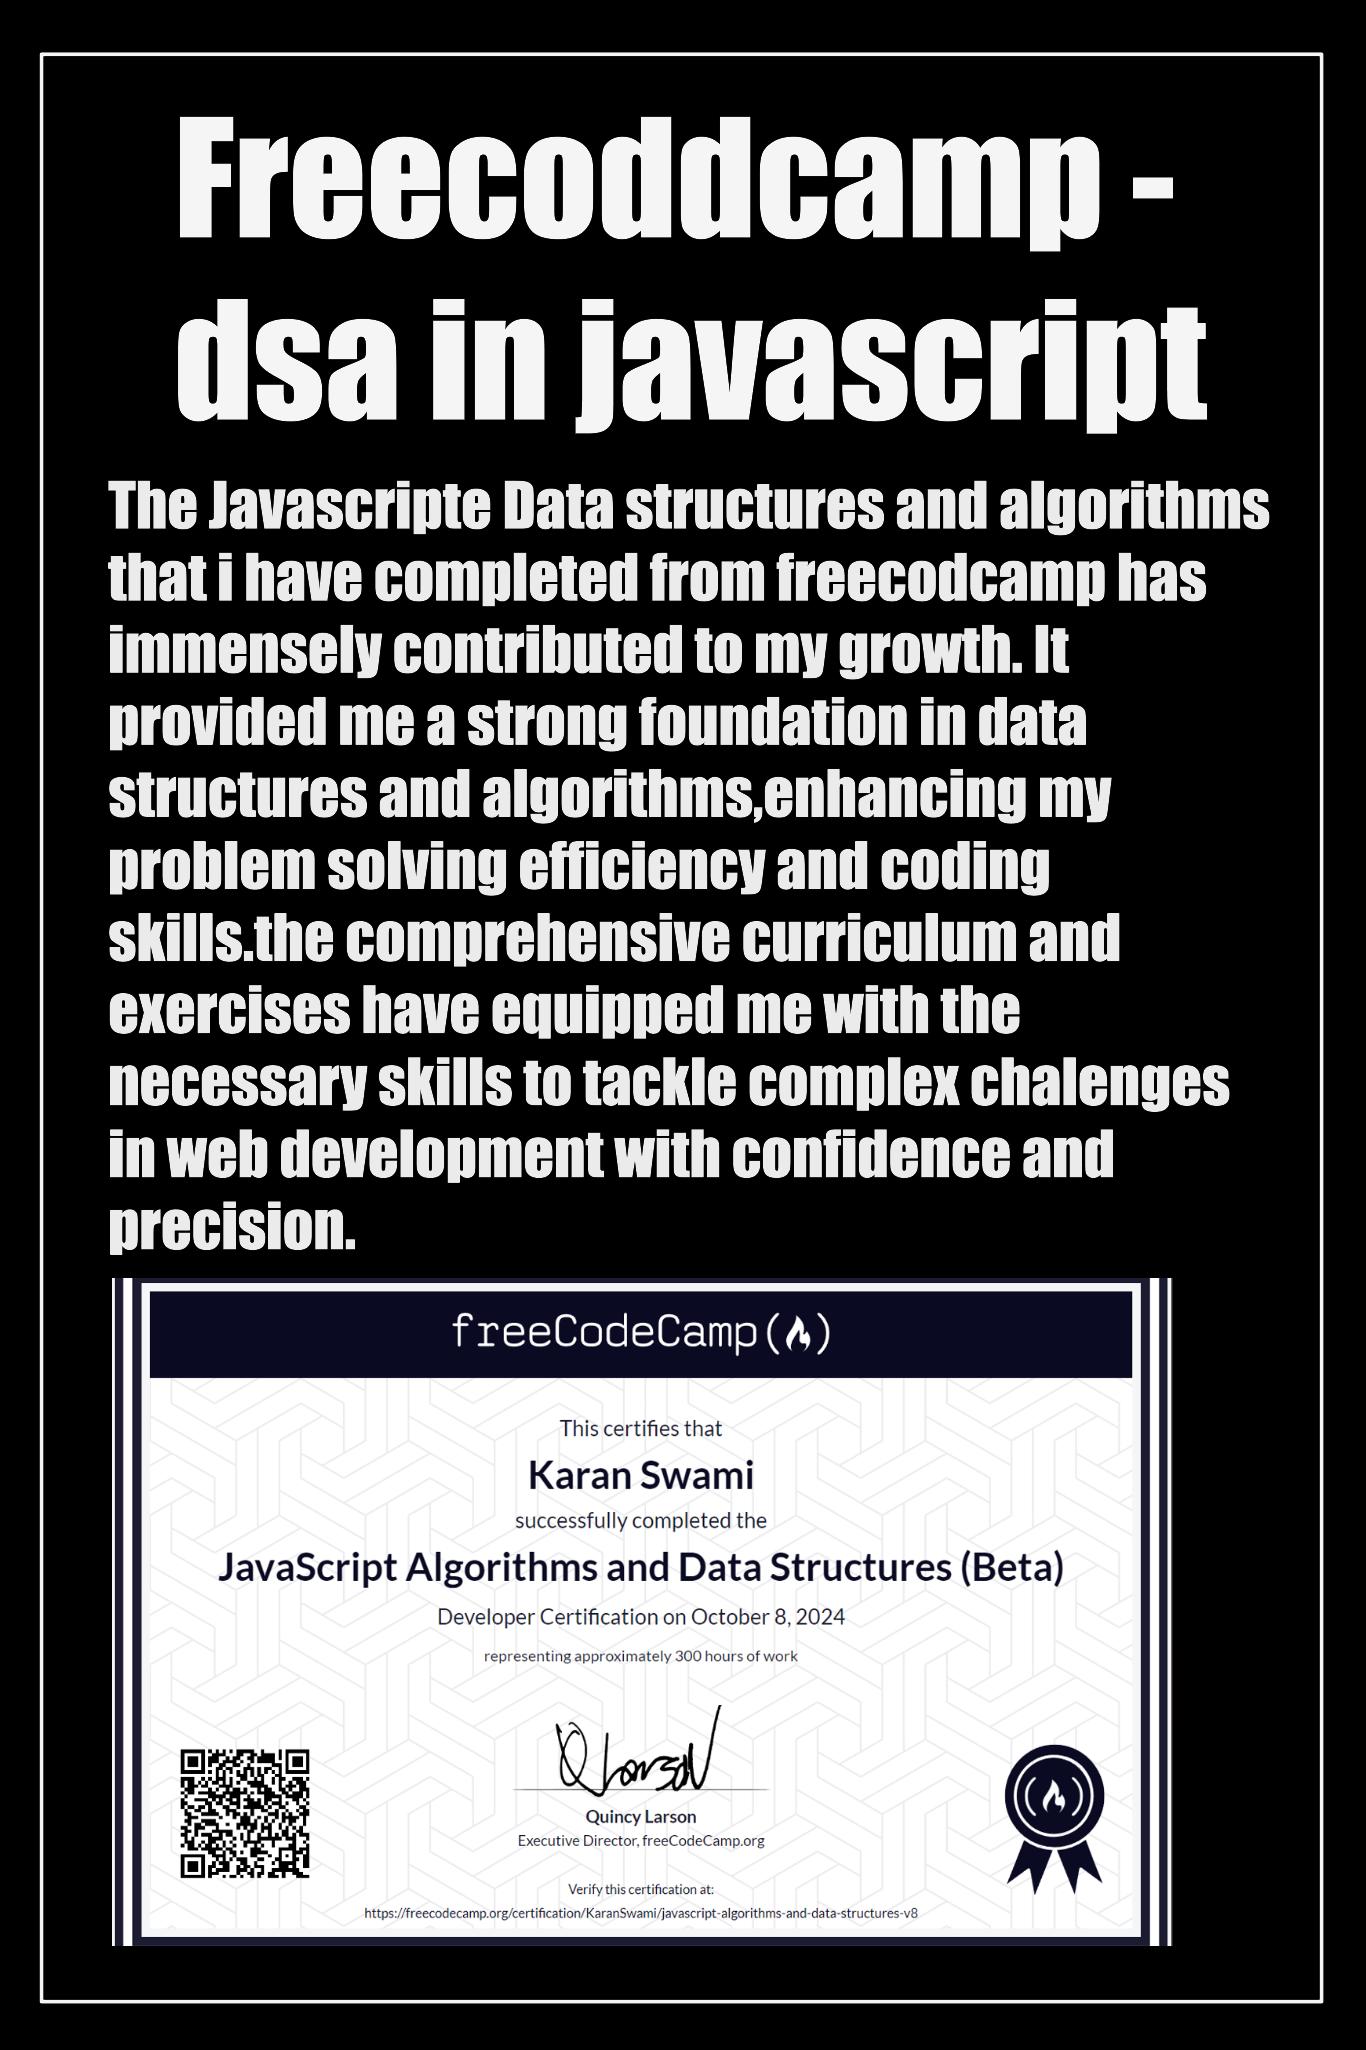 Freecoddcamp -
dsa in javascript
The Javascripte Data structures and algorithms
that i have completed from freecodcamp has
immensely contributed to my growth. It
provided me a strong foundation in data
structures and algorithms,enhancing my
problem solving efficiency and coding
skills.the comprehensive curriculum and
exercises have equipped me with the
necessary skills to tackle complex chalenges
in web development with confidence and
precision.
freeCodeCamp
This certifies that
Karan Swami
successfully completed the
JavaScript Algorithms and Data Structures (Beta)
Developer Certification on October 8, 2024
representing approximately 300 hours of work
QLarson
Quincy Larson
Executive Director, freeCodeCamp.org
Verify this certification at:
https://freecodecamp.org/certification/KaranSwami/javascript-algorithms-and-data-structures-v8